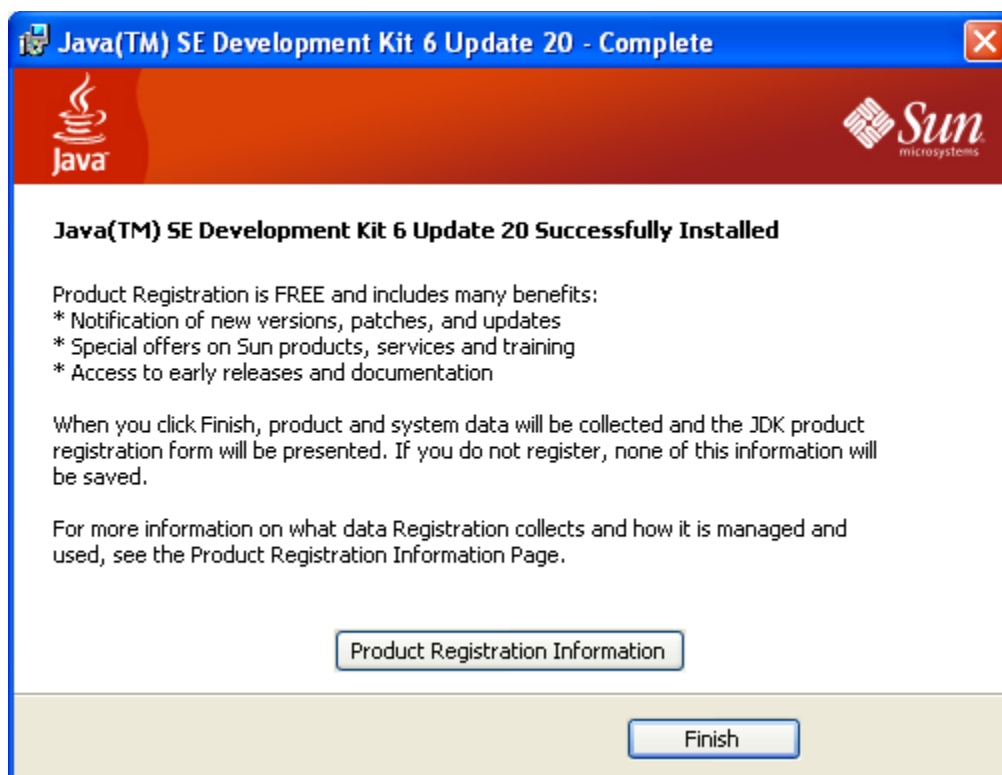 Java(TM) SE Development Kit 6 Update 20 - Complete
Java
Sun
microsystems
Java(TM) SE Development Kit 6 Update 20 Successfully Installed
Product Registration is FREE and includes many benefits:
* Notification of new versions, patches, and updates
* Special offers on Sun products, services and training
* Access to early releases and documentation
When you click Finish, product and system data will be collected and the JDK product
registration form will be presented. If you do not register, none of this information will
be saved.
For more information on what data Registration collects and how it is managed and
used, see the Product Registration Information Page.
Product Registration Information
Finish